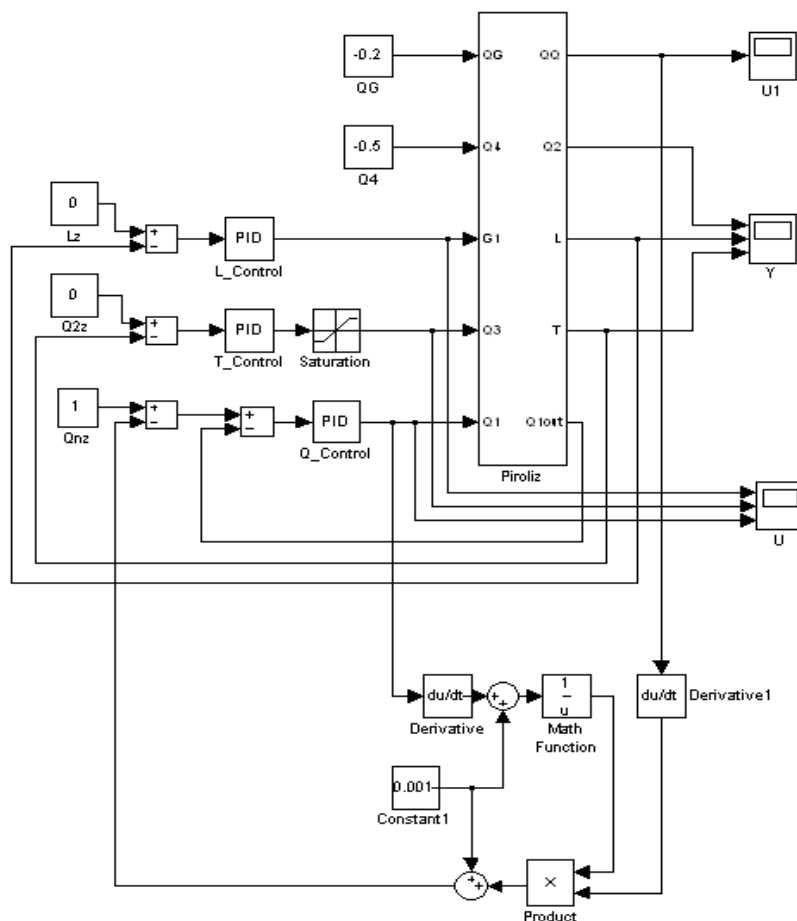 -0.2
QG
QG
QQ
U1
-0.5
Q4
Q4
Q2
0
Lz
+
−
PID
L_Control
G1
L
Y
0
Q2z
+
−
PID
T_Control
Saturation
Q3
T
1
Qnz
+
−
+
−
PID
Q_Control
Q1
Q1out
Piroliz
U
du/dt
Derivative
+
+
1
u
Math
Function
du/dt
Derivative1
0.001
Constant1
+
+
×
Product